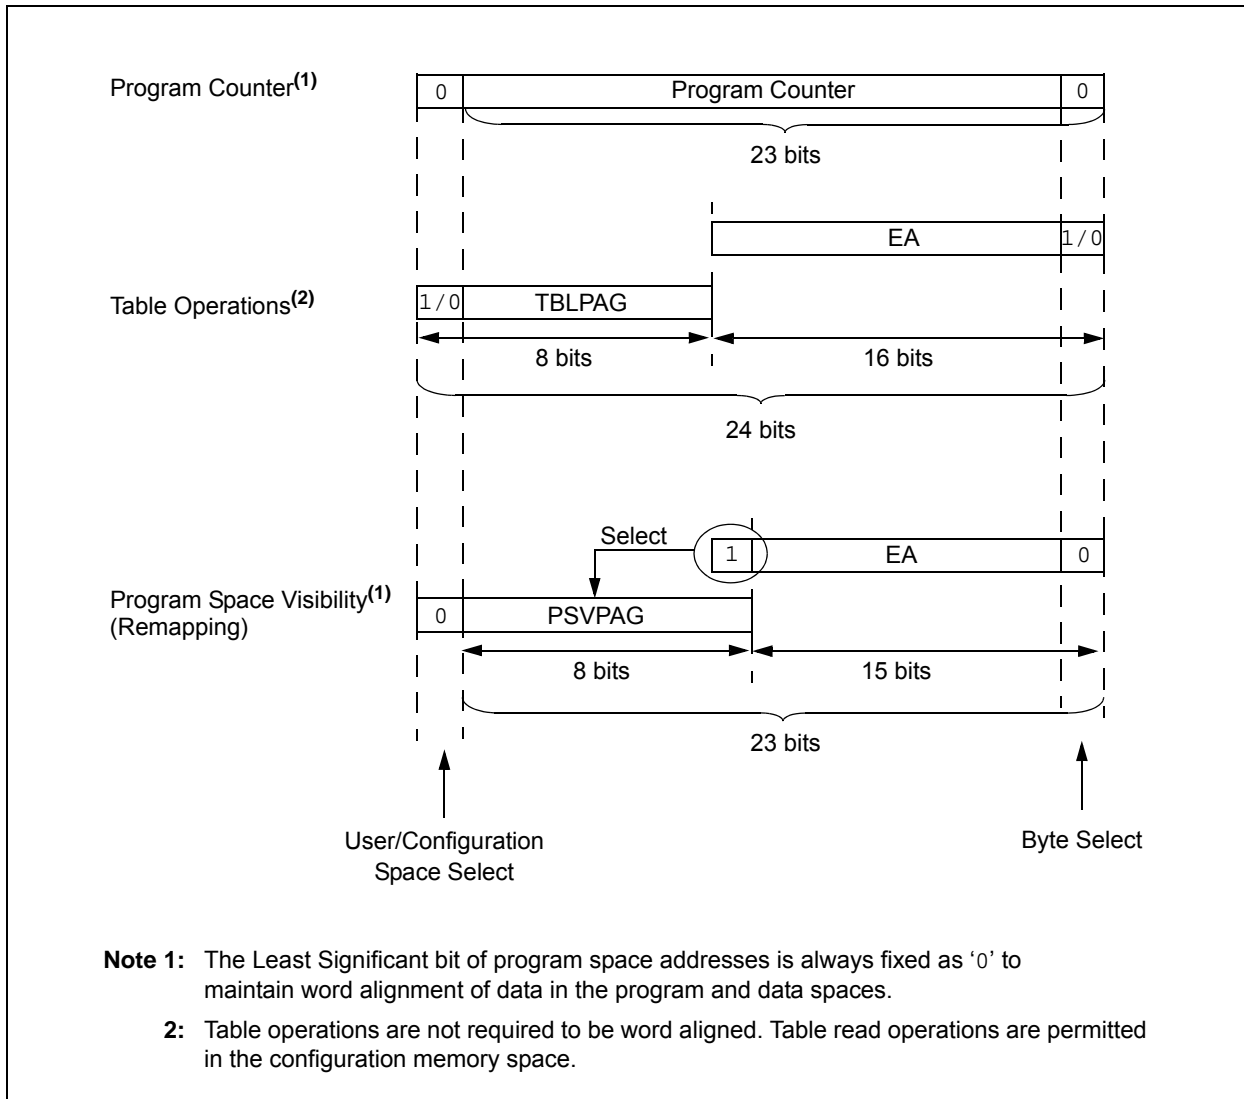 Program Counter(1)
0 Program Counter 0
23 bits
EA 1/0
Table Operations(2)
1/0 TBLPAG
8 bits 16 bits
24 bits
Select
1 EA 0
Program Space Visibility(1)
(Remapping)
0 PSVPAG
8 bits 15 bits
23 bits
User/Configuration
Space Select
Byte Select
Note 1: The Least Significant bit of program space addresses is always fixed as ‘0’ to
maintain word alignment of data in the program and data spaces.
2: Table operations are not required to be word aligned. Table read operations are permitted
in the configuration memory space.